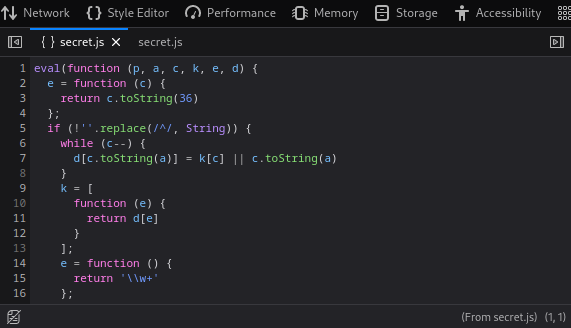 Network Style Editor Performance Memory Storage Accessibility
{ } secret.js × secret.js
1 eval(function (p, a, c, k, e, d) {
2 e = function (c) {
3 return c.toString(36)
4 };
5 if (!''.replace(/^/, String)) {
6 while (c--) {
7 d[c.toString(a)] = k[c] || c.toString(a)
8 }
9 k = [
10 function (e) {
11 return d[e]
12 }
13 ];
14 e = function () {
15 return '\\w+'
16 };
(From secret.js) (1, 1)